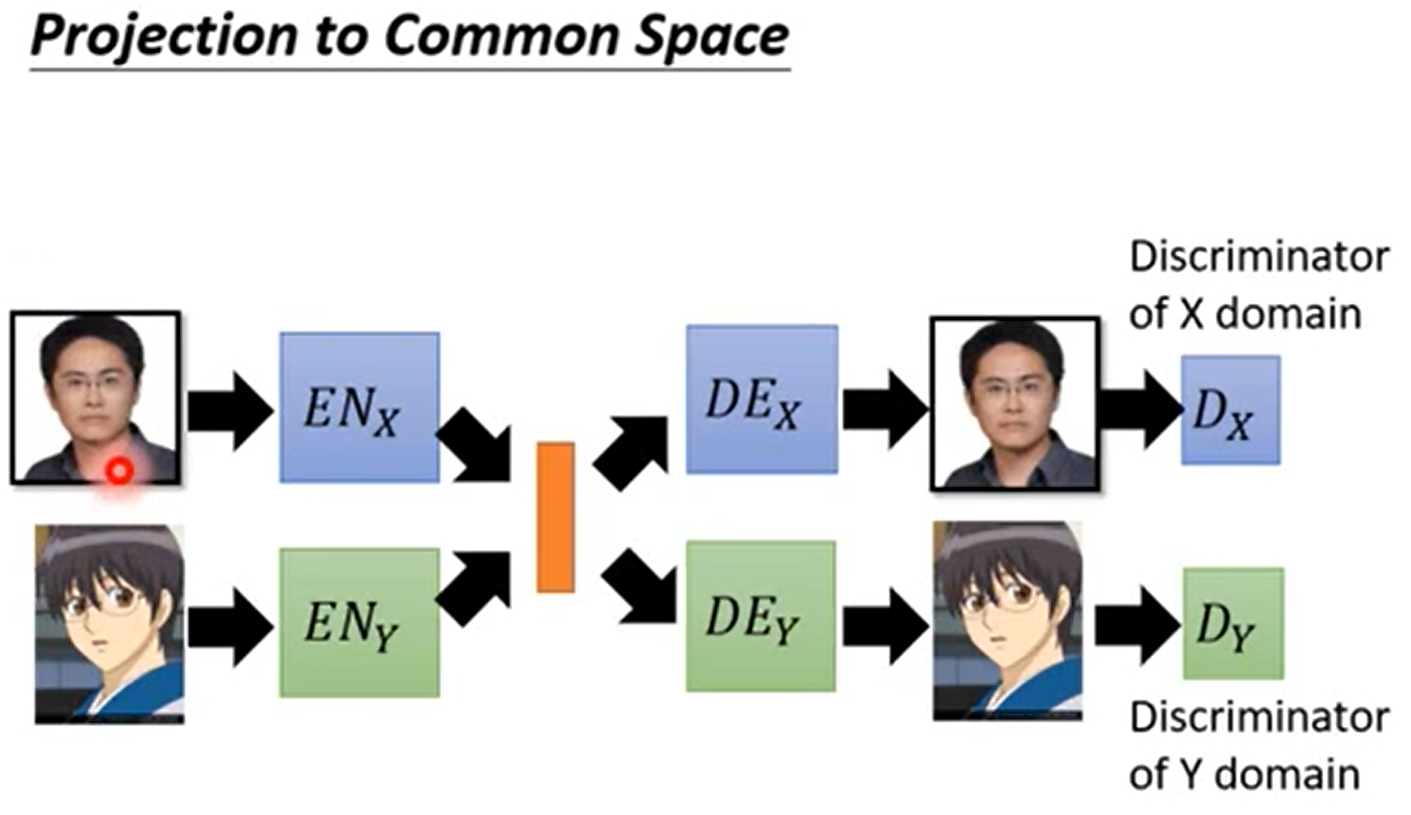 Projection to Common Space
Discriminator
of X domain
EN_X
DE_X
D_X
EN_Y
DE_Y
D_Y
Discriminator
of Y domain